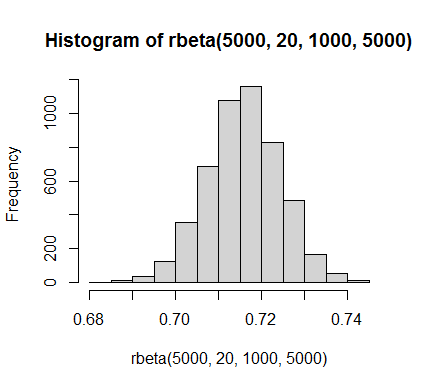 Histogram of rbeta(5000, 20, 1000, 5000)
Frequency
1000
600
200
0
0.68 0.70 0.72 0.74
rbeta(5000, 20, 1000, 5000)